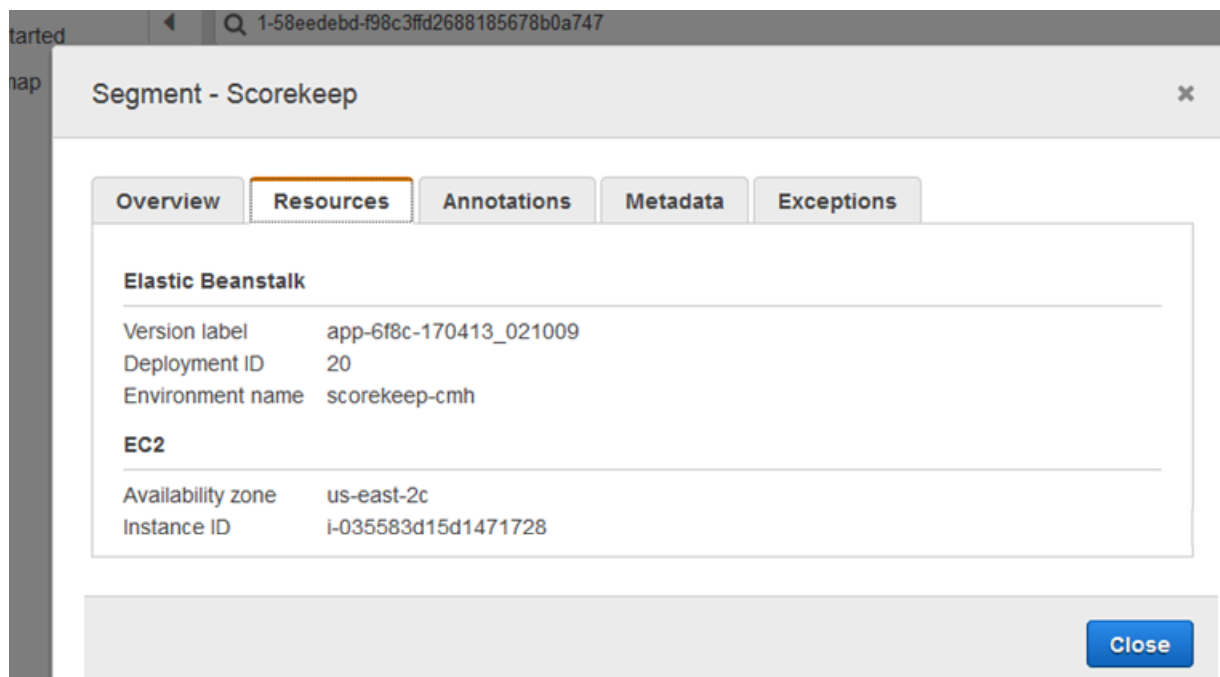 tarted
1-58eedebd-f98c3ffd2688185678b0a747
map
Segment - Scorekeep
Overview Resources Annotations Metadata Exceptions
Elastic Beanstalk
Version label app-6f8c-170413_021009
Deployment ID 20
Environment name scorekeep-cmh
EC2
Availability zone us-east-2c
Instance ID i-035583d15d1471728
Close